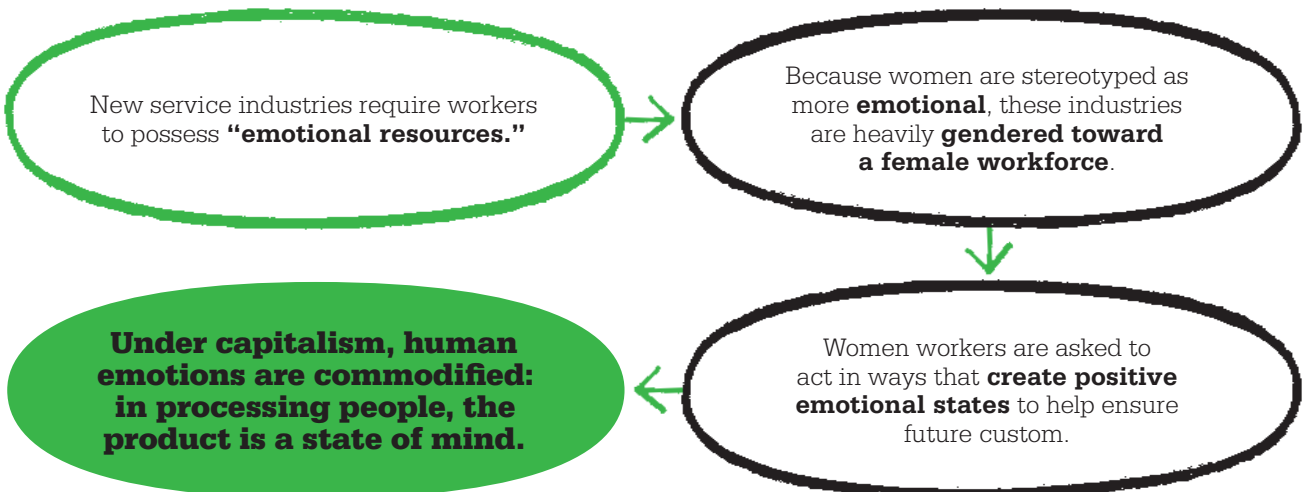 New service industries require workers
to possess “emotional resources.”
Because women are stereotyped as
more emotional, these industries
are heavily gendered toward
a female workforce.
Women workers are asked to
act in ways that create positive
emotional states to help ensure
future custom.
Under capitalism, human
emotions are commodified:
in processing people, the
product is a state of mind.